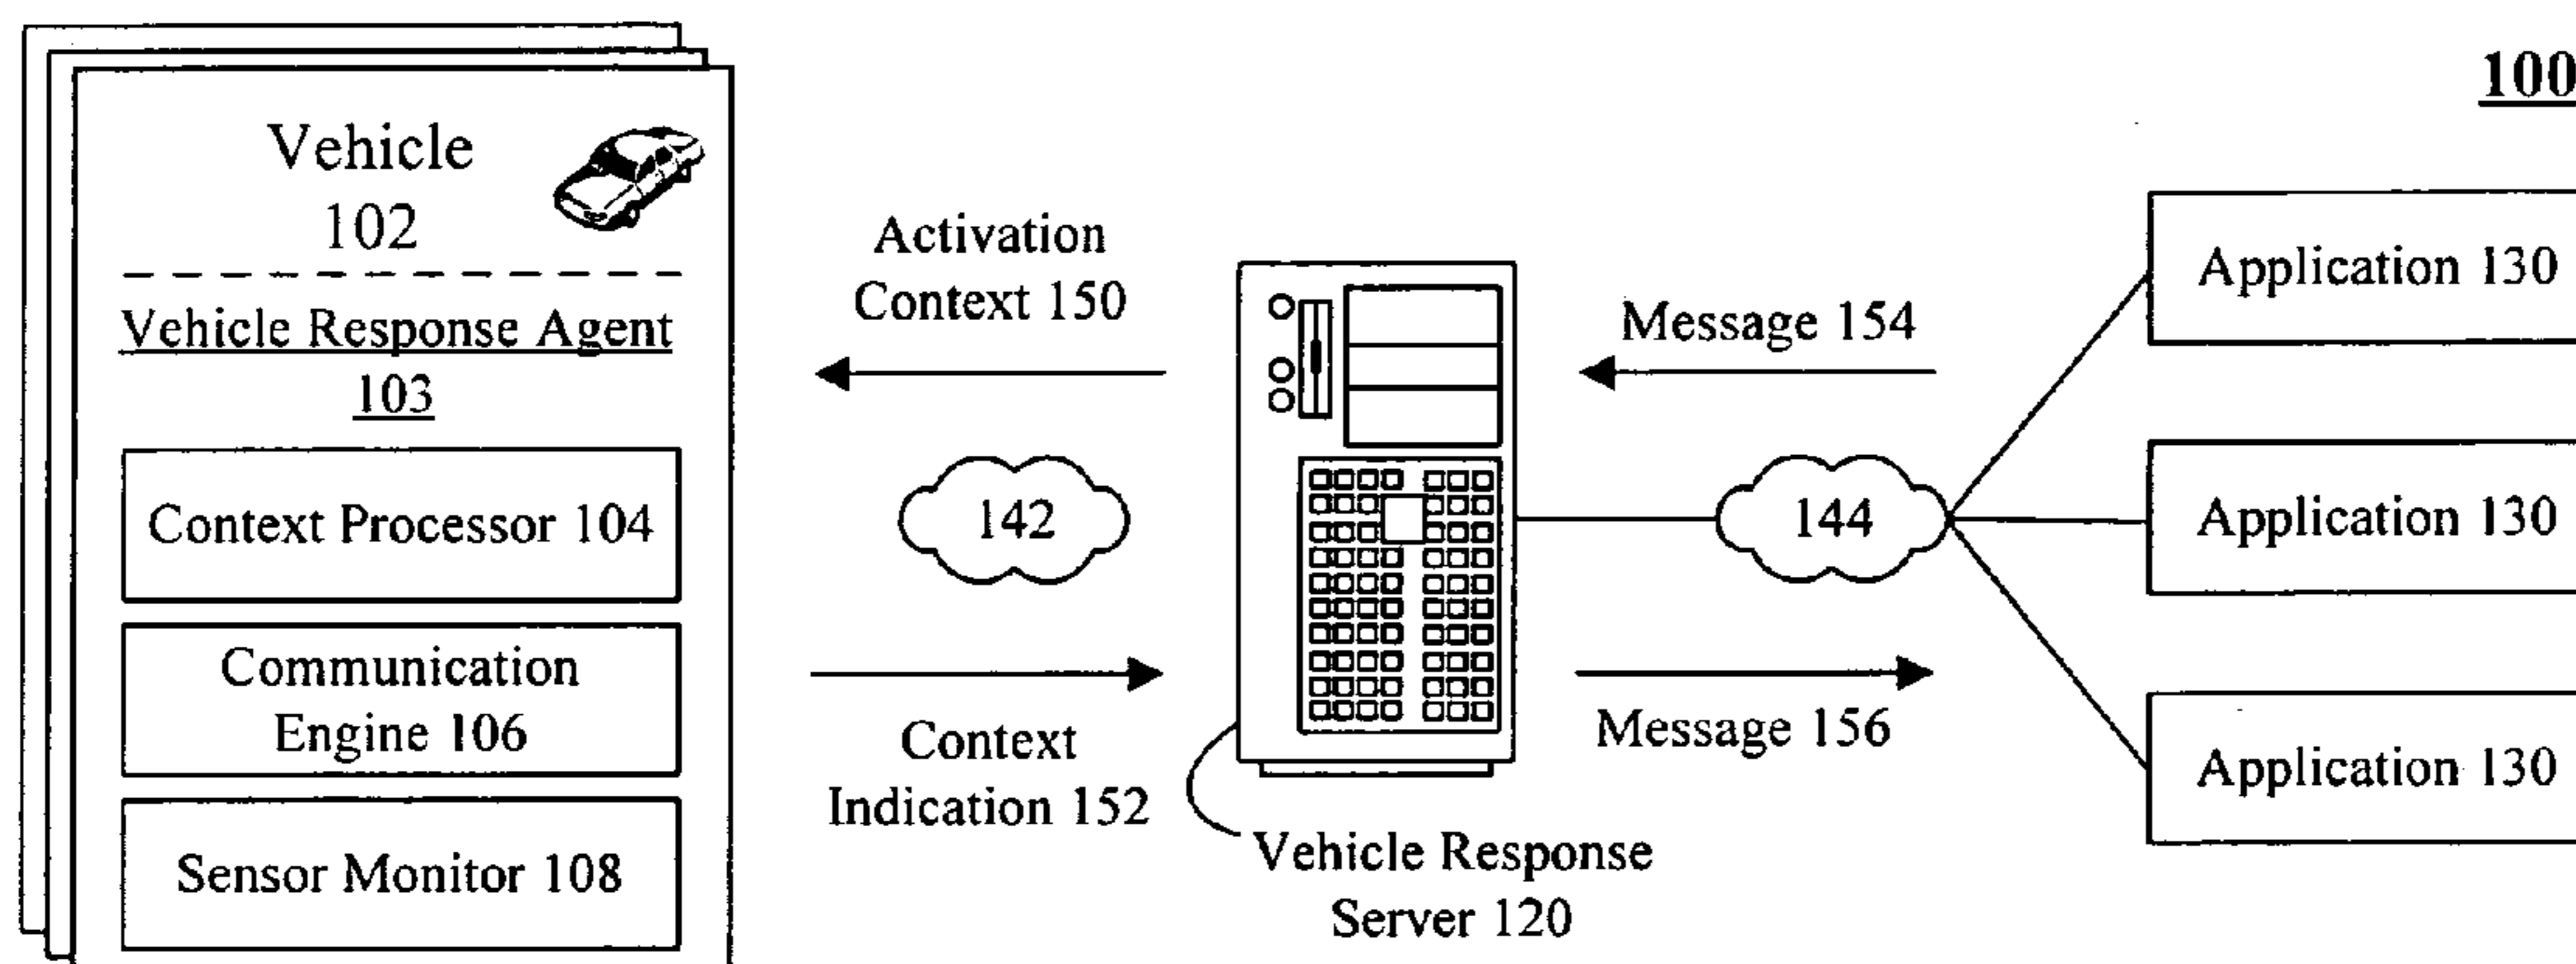 100
Vehicle
102
Vehicle Response Agent
103
Context Processor 104
Communication
Engine 106
Sensor Monitor 108
Activation
Context 150
142
Context
Indication 152
Vehicle Response
Server 120
Message 154
144
Message 156
Application 130
Application 130
Application 130